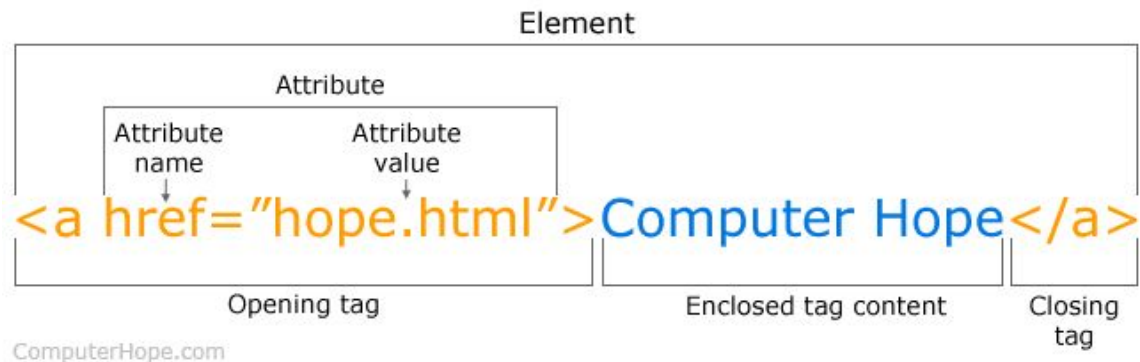 Element
Attribute
Attribute name
Attribute value
<a href=”hope.html”>Computer Hope</a>
Opening tag
Enclosed tag content
Closing tag
ComputerHope.com